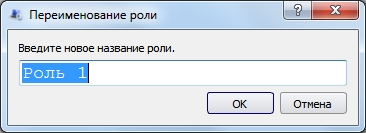 Переименование роли
Введите новое название роли.
Роль 1
OK
Отмена